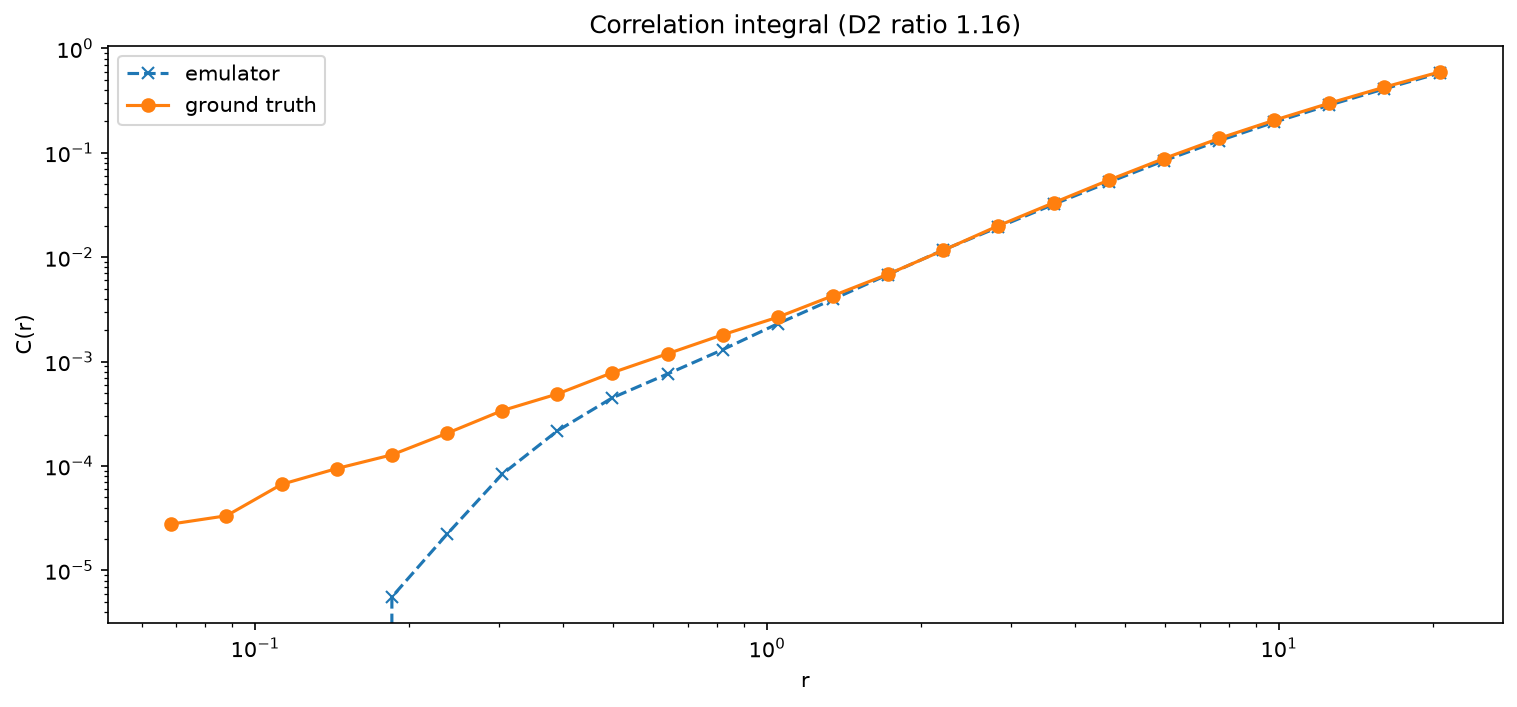 Correlation integral (D2 ratio 1.16)
emulator
ground truth
C(r)
10⁰
10⁻¹
10⁻²
10⁻³
10⁻⁴
10⁻⁵
10⁻¹ 10⁰ 10¹
r